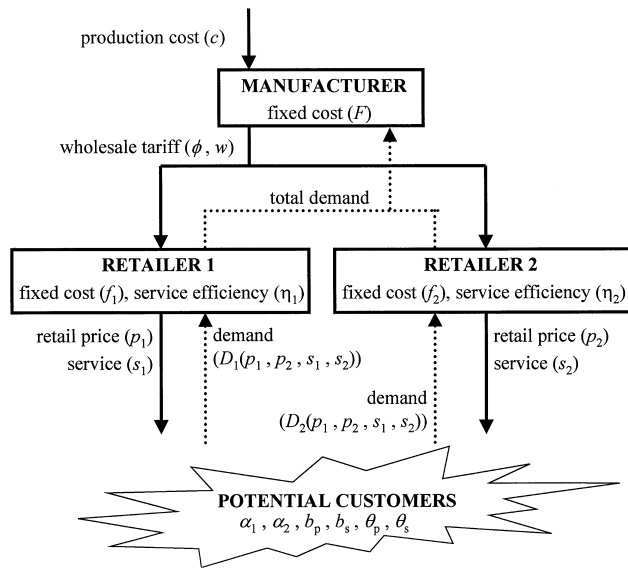 production cost (c)
MANUFACTURER
fixed cost (F)
wholesale tariff (ϕ , w)
total demand
RETAILER 1
fixed cost (f₁), service efficiency (η₁)
RETAILER 2
fixed cost (f₂), service efficiency (η₂)
retail price (p₁)
service (s₁)
demand
(D₁(p₁ , p₂ , s₁ , s₂))
retail price (p₂)
service (s₂)
demand
(D₂(p₁ , p₂ , s₁ , s₂))
POTENTIAL CUSTOMERS
α₁ , α₂ , bₚ , bₛ , θₚ , θₛ